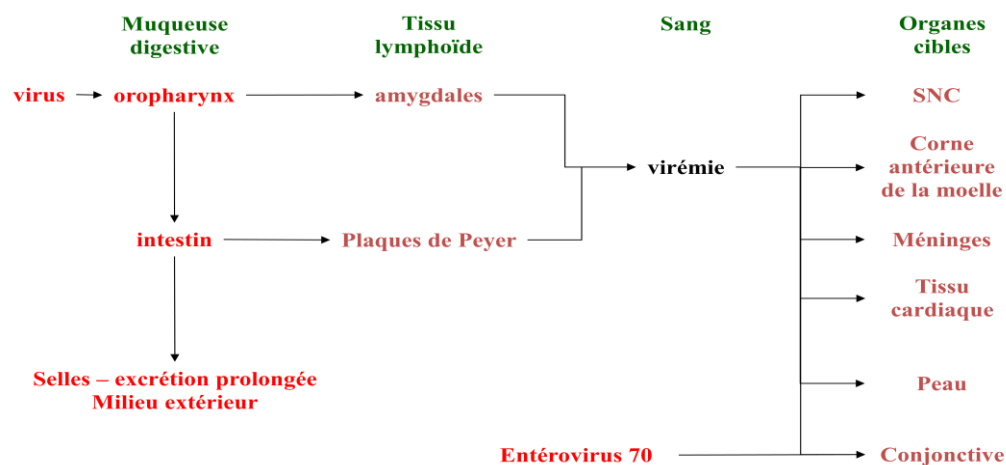 Muqueuse
digestive
Tissu
lymphoïde
Sang
Organes
cibles
virus
oropharynx
amygdales
SNC
Corne
antérieure
de la moelle
virémie
intestin
Plaques de Peyer
Méninges
Tissu
cardiaque
Selles – excrétion prolongée
Milieu extérieur
Peau
Entérovirus 70
Conjonctive